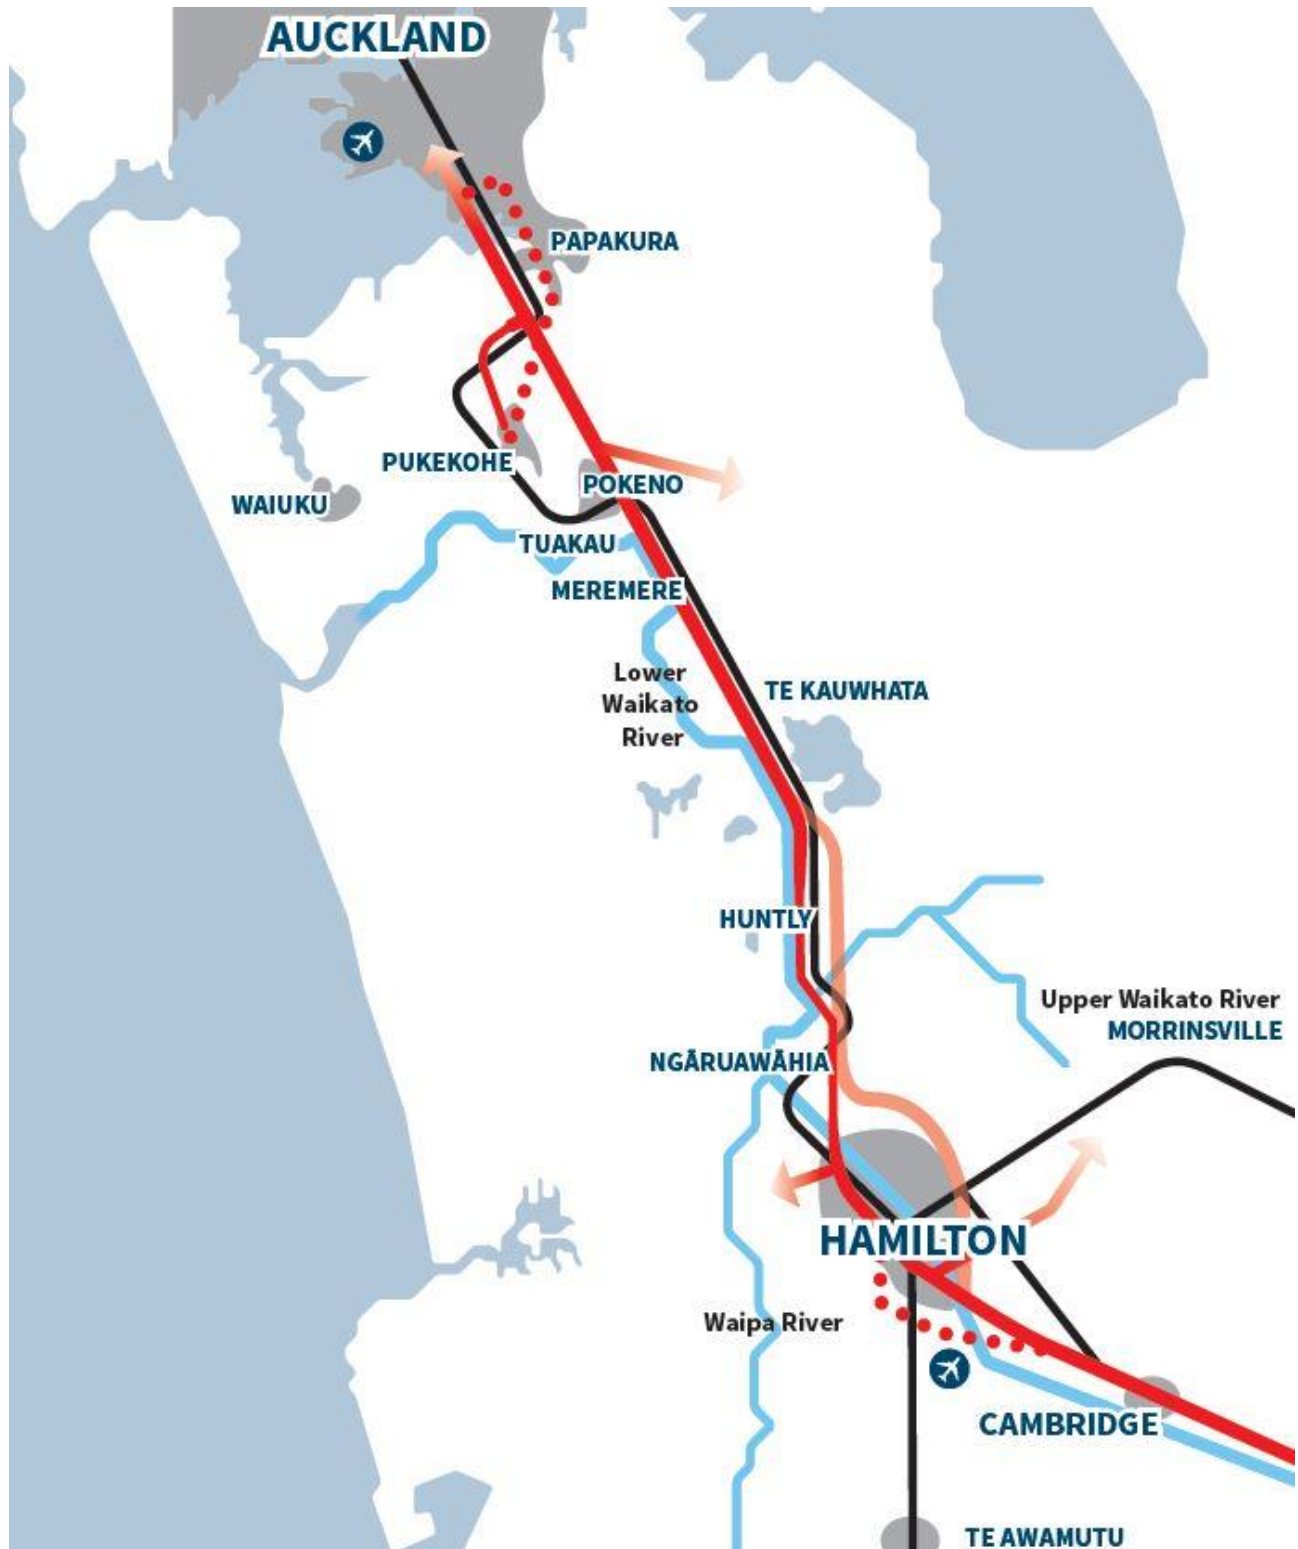 AUCKLAND
PAPAKURA
PUKEKOHE
POKENO
WAIUKU
TUAKAU
MEREMERE
Lower
Waikato
River
TE KAUWHATA
HUNTLY
Upper Waikato River
MORRINSVILLE
NGĀRUAWĀHIA
HAMILTON
Waipa River
CAMBRIDGE
TE AWAMUTU